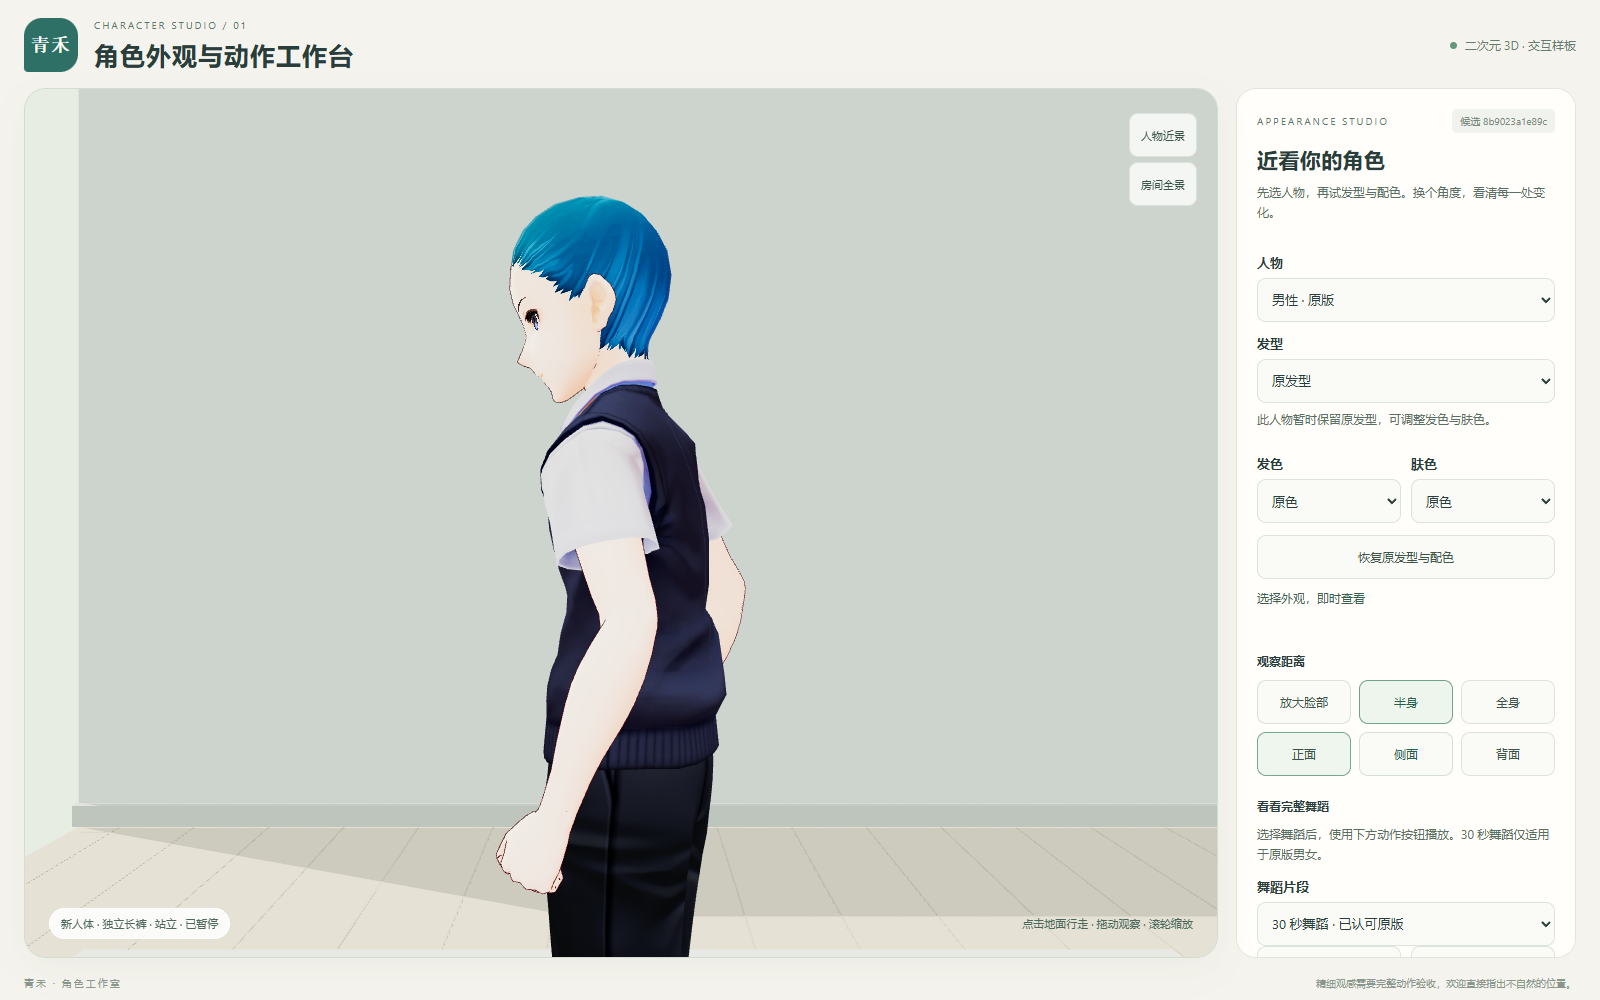 青禾
CHARACTER STUDIO / 01
角色外观与动作工作台
二次元 3D · 交互样板
人物近景
房间全景
新人体 · 独立长裤 · 站立 · 已暂停
点击地面行走 · 拖动观察 · 滚轮缩放
APPEARANCE STUDIO
候选 8b9023a1e89c
近看你的角色
先选人物，再试发型与配色。换个角度，看清每一处变
化。
人物
男性 · 原版
发型
原发型
此人物暂时保留原发型，可调整发色与肤色。
发色
肤色
原色
原色
恢复原发型与配色
选择外观，即时查看
观察距离
放大脸部
半身
全身
正面
侧面
背面
看看完整舞蹈
选择舞蹈后，使用下方动作按钮播放。30 秒舞蹈仅适用
于原版男女。
舞蹈片段
30 秒舞蹈 · 已认可原版
青禾 · 角色工作室
精细观感需要完整动作验收，欢迎直接指出不自然的位置。